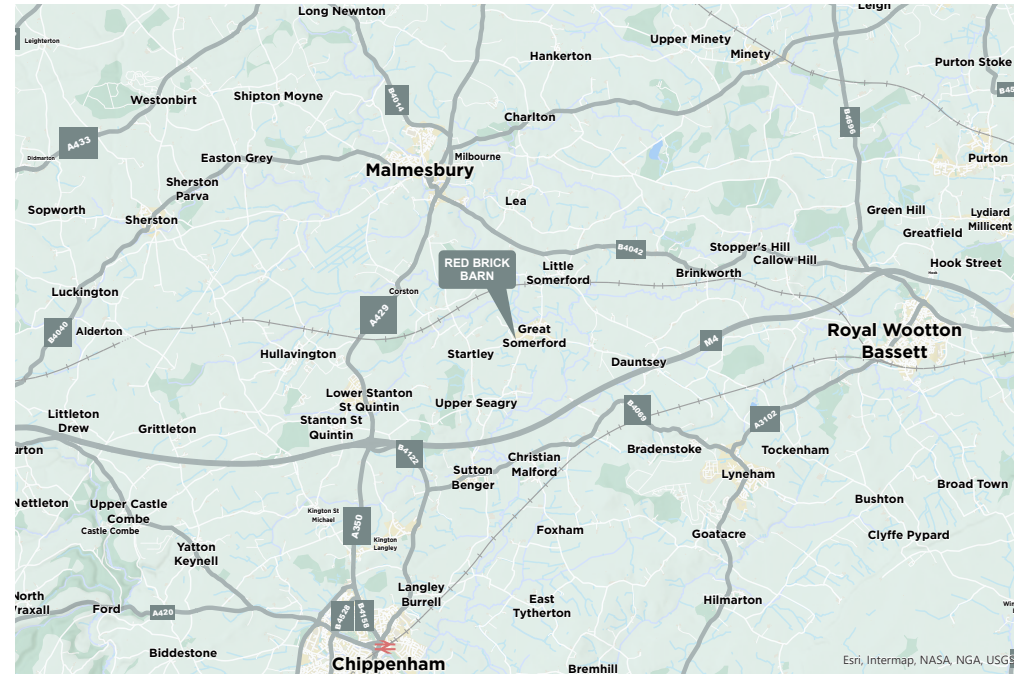 Long Newnton
Leigh
Leighterton
Upper Minety
Minety
Hankerton
Purton Stoke
Westonbirt
Shipton Moyne
B4014
Charlton
B4696
A433
Didmarton
Easton Grey
Milbourne
Purton
Malmesbury
Sherston
Parva
Lea
Sopworth
Sherston
Green Hill
Lydiard
Millicent
Greatfield
B4042
Stopper's Hill
Callow Hill
RED BRICK
BARN
Little
Somerford
Brinkworth
Hook Street
Hook
Luckington
Corston
A429
B4040
Alderton
Great
Somerford
M4
Royal Wootton
Bassett
Hullavington
Startley
Dauntsey
Lower Stanton
St Quintin
Upper Seagry
B4069
A3102
Littleton
Drew
Grittleton
Stanton St
Quintin
urton
B4122
Bradenstoke
Tockenham
Christian
Malford
Sutton
Benger
Lyneham
Broad Town
Nettleton
Upper Castle
Combe
Castle Combe
Kington St
Michael
A350
Bushton
Foxham
Goatacre
Clyffe Pypard
Kington
Langley
Yatton
Keynell
Langley
Burrell
North
Wraxall
Ford
A420
B4528
B4158
East
Tytherton
Hilmarton
Biddestone
Chippenham
Bremhill
Esri, Intermap, NASA, NGA, USGS